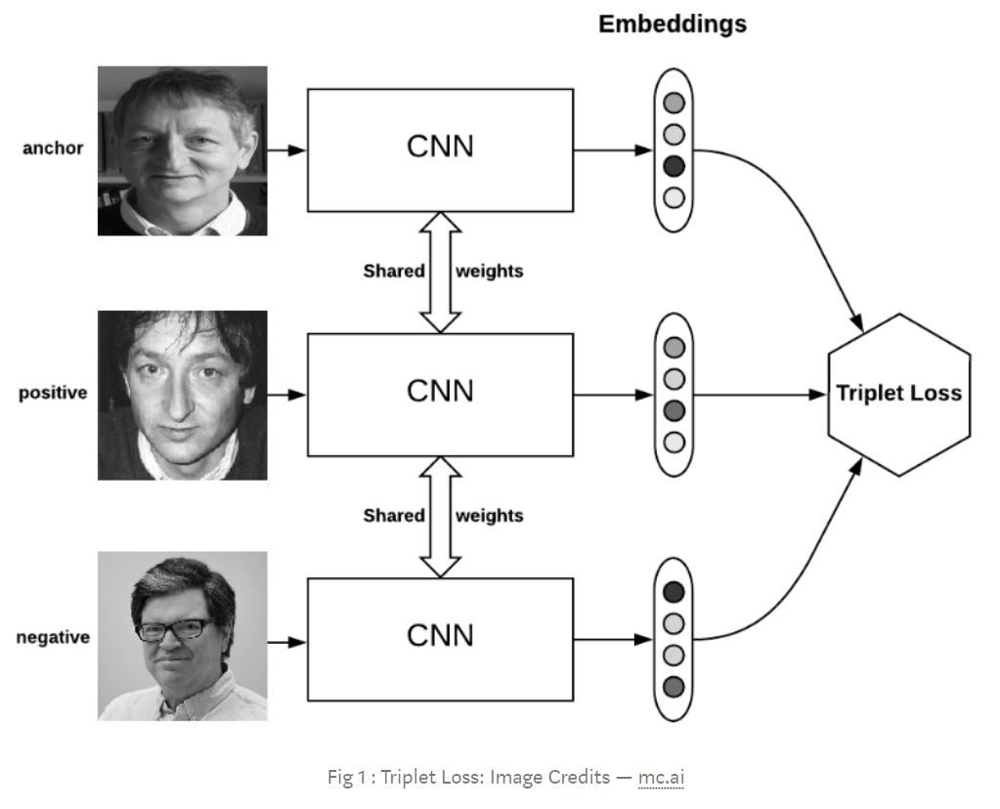 Embeddings
anchor
CNN
Shared weights
positive
CNN
Triplet Loss
Shared weights
negative
CNN
Fig 1 : Triplet Loss: Image Credits — mc.ai